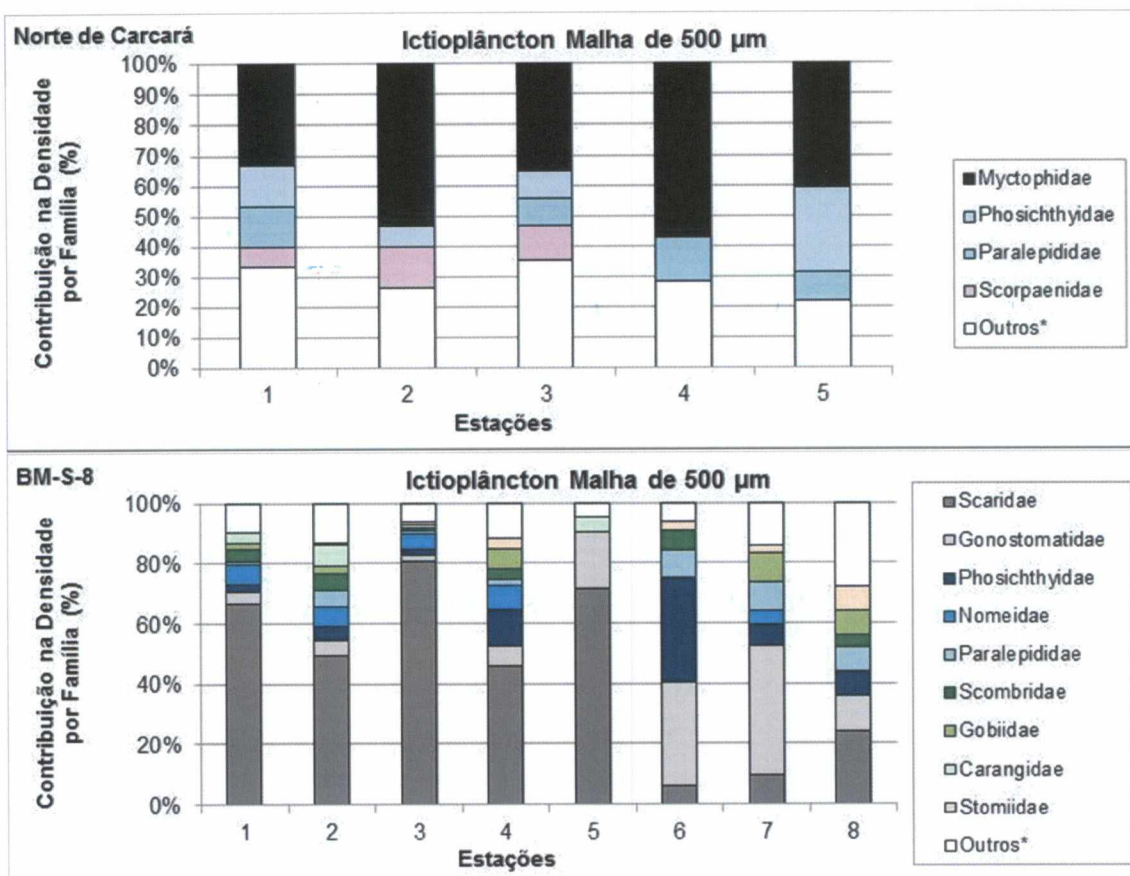 Norte de Carcará
Ictioplâncton Malha de 500 µm
Contribuição na Densidade
por Família (%)
100%
90%
80%
70%
60%
50%
40%
30%
20%
10%
0%
1 2 3 4 5
Estações
Myctophidae
Phosichthyidae
Paralepididae
Scorpaenidae
Outros*
BM-S-8
Ictioplâncton Malha de 500 µm
Contribuição na Densidade
por Família (%)
100%
80%
60%
40%
20%
0%
1 2 3 4 5 6 7 8
Estações
Scaridae
Gonostomatidae
Phosichthyidae
Nomeidae
Paralepididae
Scombridae
Gobiidae
Carangidae
Stomiidae
Outros*